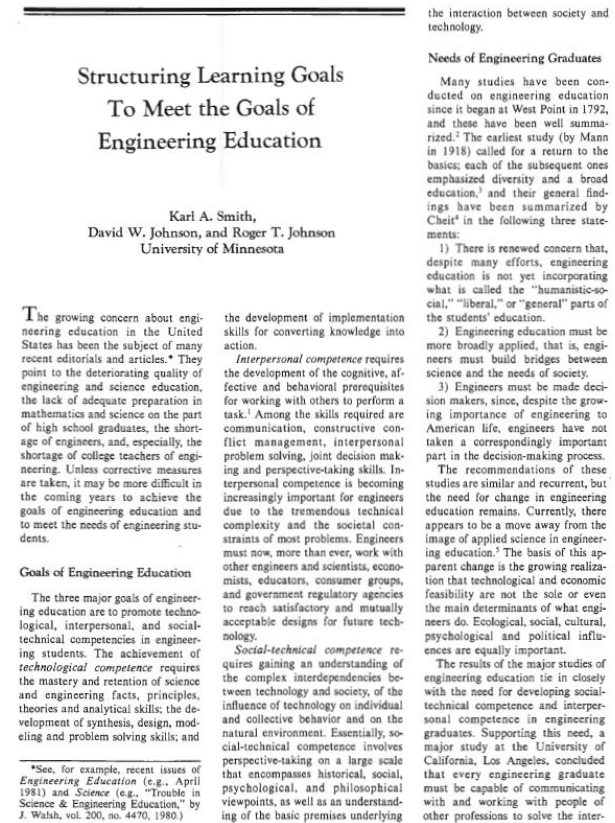 Structuring Learning Goals
To Meet the Goals of
Engineering Education
Karl A. Smith,
David W. Johnson, and Roger T. Johnson
University of Minnesota
The growing concern about engi-
neering education in the United
States has been the subject of many
recent editorials and articles.* They
point to the deteriorating quality of
engineering and science education,
the lack of adequate preparation in
mathematics and science on the part
of high school graduates, the short-
age of engineers, and, especially, the
shortage of college teachers of engi-
neering. Unless corrective measures
are taken, it may be more difficult in
the coming years to achieve the
goals of engineering education and
to meet the needs of engineering stu-
dents.
Goals of Engineering Education
The three major goals of engineer-
ing education are to promote techno-
logical, interpersonal, and social-
technical competencies in engineer-
ing students. The achievement of
technological competence requires
the mastery and retention of science
and engineering facts, principles,
theories and analytical skills; the de-
velopment of synthesis, design, mod-
eling and problem solving skills; and
*See, for example, recent issues of
Engineering Education (e.g., April
1981) and Science (e.g., "Trouble in
Science & Engineering Education," by
J. Walsh, vol. 200, no. 4470, 1980.)
the development of implementation
skills for converting knowledge into
action.
Interpersonal competence requires
the development of the cognitive, af-
fective and behavioral prerequisites
for working with others to perform a
task.¹ Among the skills required are
communication, constructive con-
flict management, interpersonal
problem solving, joint decision mak-
ing and perspective-taking skills. In-
terpersonal competence is becoming
increasingly important for engineers
due to the tremendous technical
complexity and the societal con-
straints of most problems. Engineers
must now, more than ever, work with
other engineers and scientists, econo-
mists, educators, consumer groups,
and government regulatory agencies
to reach satisfactory and mutually
acceptable designs for future tech-
nology.
Social-technical competence re-
quires gaining an understanding of
the complex interdependencies be-
tween technology and society, of the
influence of technology on individual
and collective behavior and on the
natural environment. Essentially, so-
cial-technical competence involves
perspective-taking on a large scale
that encompasses historical, social,
psychological, and philosophical
viewpoints, as well as an understand-
ing of the basic premises underlying
the interaction between society and
technology.
Needs of Engineering Graduates
Many studies have been con-
ducted on engineering education
since it began at West Point in 1792,
and these have been well summa-
rized.² The earliest study (by Mann
in 1918) called for a return to the
basics; each of the subsequent ones
emphasized diversity and a broad
education,³ and their general find-
ings have been summarized by
Cheit⁴ in the following three state-
ments:
1) There is renewed concern that,
despite many efforts, engineering
education is not yet incorporating
what is called the "humanistic-so-
cial," "liberal," or "general" parts of
the students' education.
2) Engineering education must be
more broadly applied, that is, engi-
neers must build bridges between
science and the needs of society.
3) Engineers must be made deci-
sion makers, since, despite the grow-
ing importance of engineering to
American life, engineers have not
taken a correspondingly important
part in the decision-making process.
The recommendations of these
studies are similar and recurrent, but
the need for change in engineering
education remains. Currently, there
appears to be a move away from the
image of applied science in engineer-
ing education.⁵ The basis of this ap-
parent change is the growing realiza-
tion that technological and economic
feasibility are not the sole or even
the main determinants of what engi-
neers do. Ecological, social, cultural,
psychological and political influ-
ences are equally important.
The results of the major studies of
engineering education tie in closely
with the need for developing social-
technical competence and interper-
sonal competence in engineering
graduates. Supporting this need, a
major study at the University of
California, Los Angeles, concluded
that every engineering graduate
must be capable of communicating
with and working with people of
other professions to solve the inter-